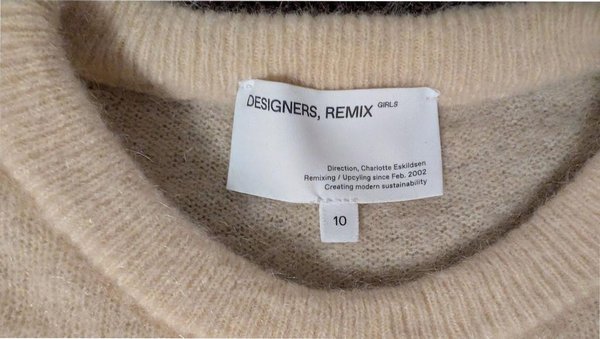 DESIGNERS, REMIX GIRLS
Direction, Charlotte Eskildsen
Remixing / Upcyling since Feb. 2002
Creating modern sustainability
10